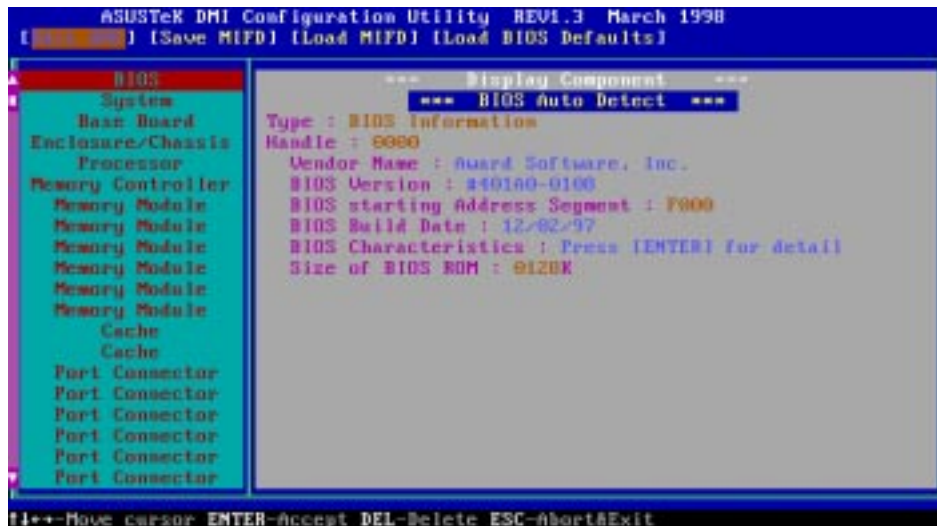 ASUSTeK DMI Configuration Utility REV1.3 March 1998
[Save MIFD] [Load MIFD] [Load BIOS Defaults]
BIOS
System
Base Board
Enclosure/Chassis
Processor
Memory Controller
Memory Module
Memory Module
Memory Module
Memory Module
Memory Module
Memory Module
Cache
Cache
Port Connector
Port Connector
Port Connector
Port Connector
Port Connector
Port Connector
*** Display Component ***
*** BIOS Auto Detect ***
Type : BIOS Information
Handle : 0000
Vendor Name : Award Software, Inc.
BIOS Version : #401A0-0108
BIOS starting Address Segment : F000
BIOS Build Date : 12/02/97
BIOS Characteristics : Press [ENTER] for detail
Size of BIOS ROM : 0128K
Move cursor ENTER-Accept DEL-Delete ESC-Abort&Exit